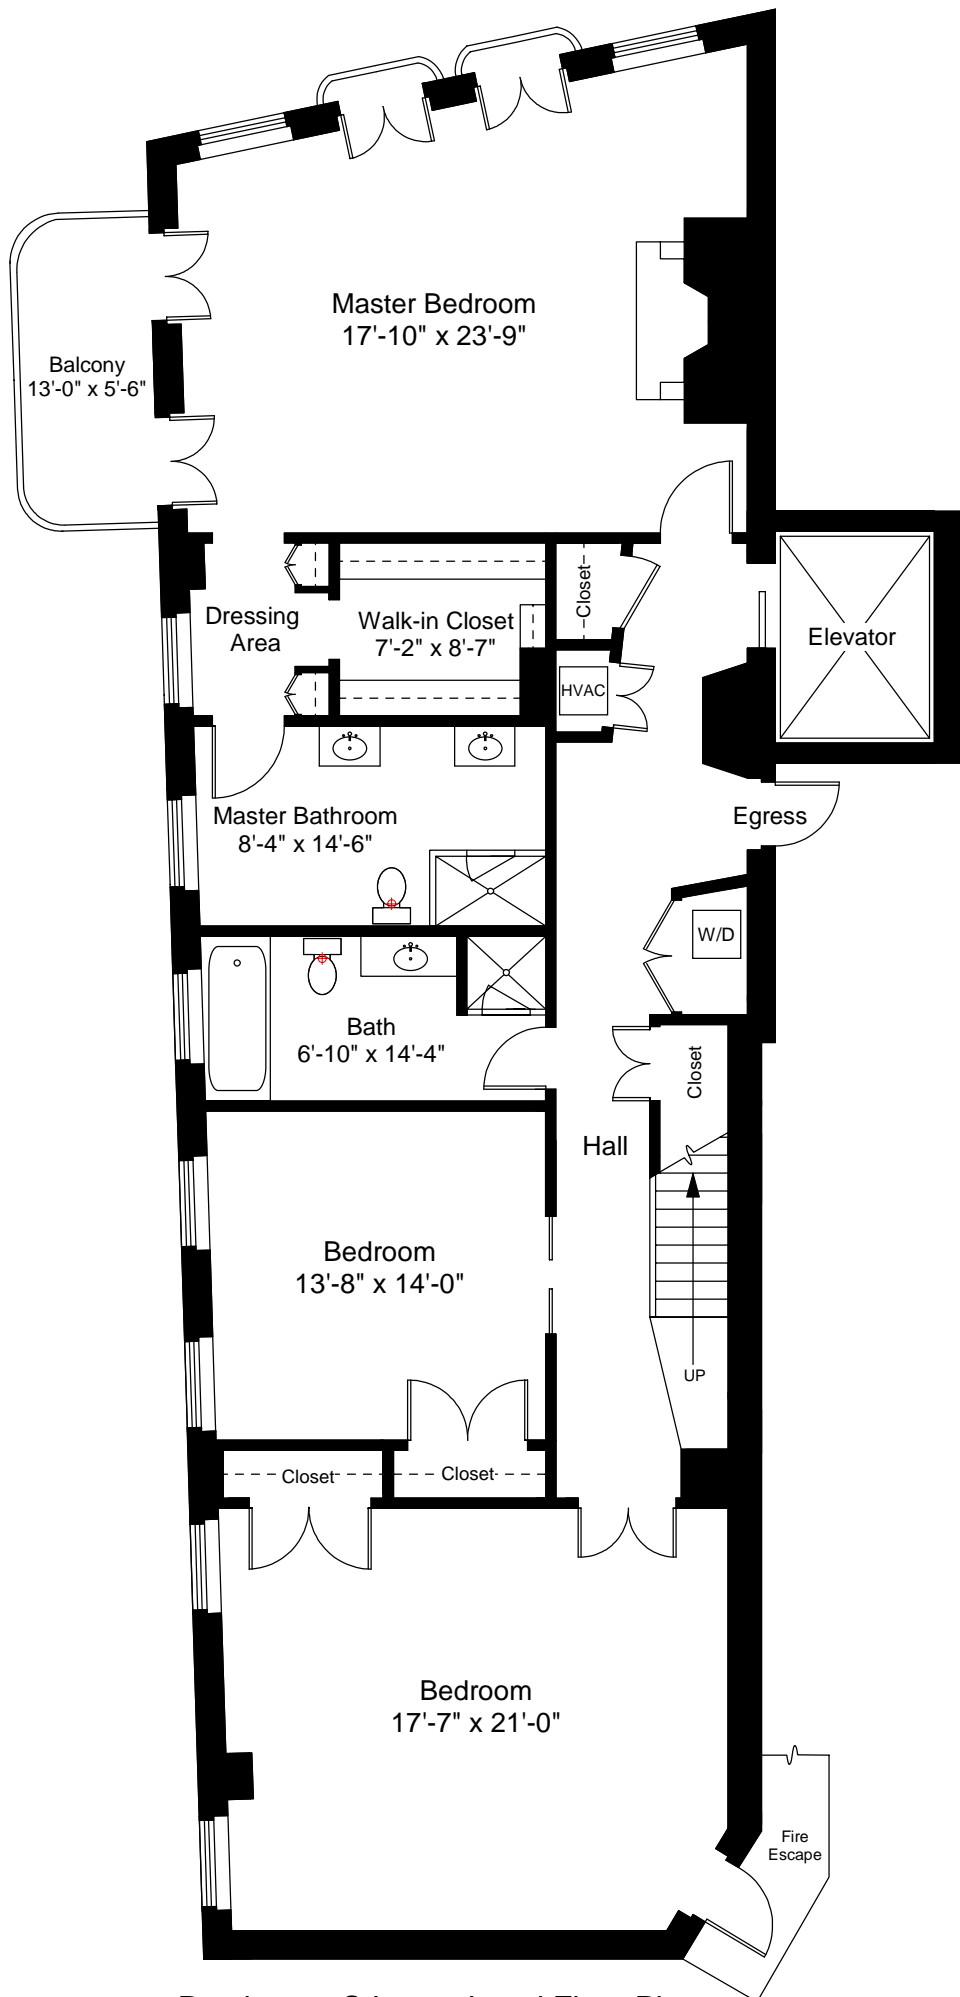 Master Bedroom
17'-10" x 23'-9"
Balcony
13'-0" x 5'-6"
Closet
Dressing
Area
Walk-in Closet
7'-2" x 8'-7"
Elevator
HVAC
Master Bathroom
8'-4" x 14'-6"
Egress
W/D
Bath
6'-10" x 14'-4"
Closet
Hall
Bedroom
13'-8" x 14'-0"
UP
Closet
Closet
Bedroom
17'-7" x 21'-0"
Fire
Escape